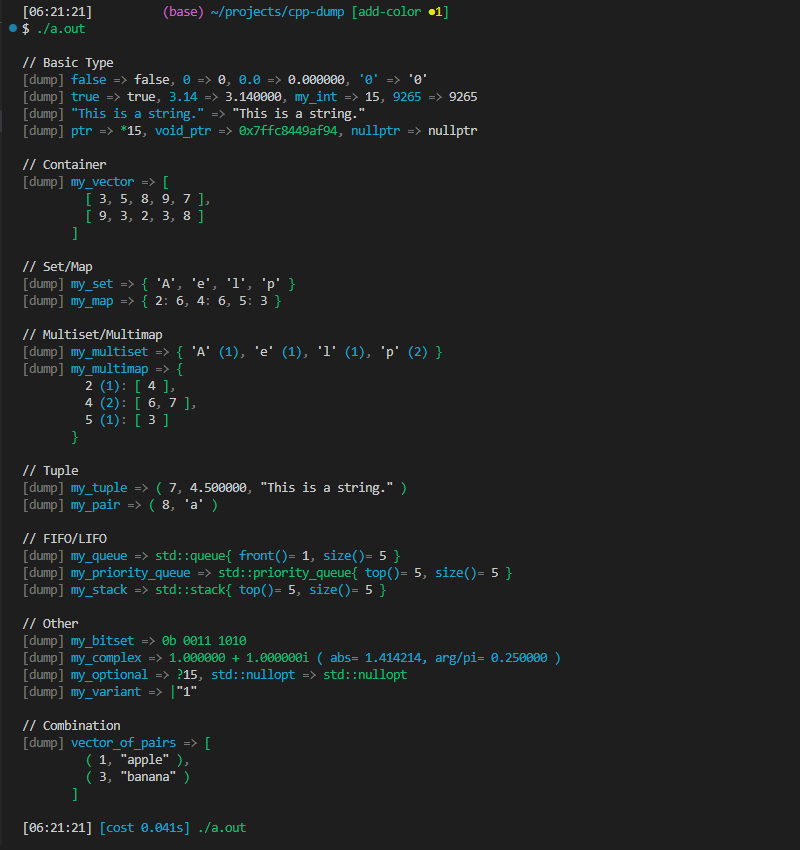 [06:21:21] (base) ~/projects/cpp-dump [add-color ●1]
$ ./a.out
// Basic Type
[dump] false => false, 0 => 0, 0.0 => 0.000000, '0' => '0'
[dump] true => true, 3.14 => 3.140000, my_int => 15, 9265 => 9265
[dump] "This is a string." => "This is a string."
[dump] ptr => *15, void_ptr => 0x7ffc8449af94, nullptr => nullptr
// Container
[dump] my_vector => [
[ 3, 5, 8, 9, 7 ],
[ 9, 3, 2, 3, 8 ]
]
// Set/Map
[dump] my_set => { 'A', 'e', 'l', 'p' }
[dump] my_map => { 2: 6, 4: 6, 5: 3 }
// Multiset/Multimap
[dump] my_multiset => { 'A' (1), 'e' (1), 'l' (1), 'p' (2) }
[dump] my_multimap => {
2 (1): [ 4 ],
4 (2): [ 6, 7 ],
5 (1): [ 3 ]
}
// Tuple
[dump] my_tuple => ( 7, 4.500000, "This is a string." )
[dump] my_pair => ( 8, 'a' )
// FIFO/LIFO
[dump] my_queue => std::queue{ front()= 1, size()= 5 }
[dump] my_priority_queue => std::priority_queue{ top()= 5, size()= 5 }
[dump] my_stack => std::stack{ top()= 5, size()= 5 }
// Other
[dump] my_bitset => 0b 0011 1010
[dump] my_complex => 1.000000 + 1.000000i ( abs= 1.414214, arg/pi= 0.250000 )
[dump] my_optional => ?15, std::nullopt => std::nullopt
[dump] my_variant => |"1"
// Combination
[dump] vector_of_pairs => [
( 1, "apple" ),
( 3, "banana" )
]
[06:21:21] [cost 0.041s] ./a.out